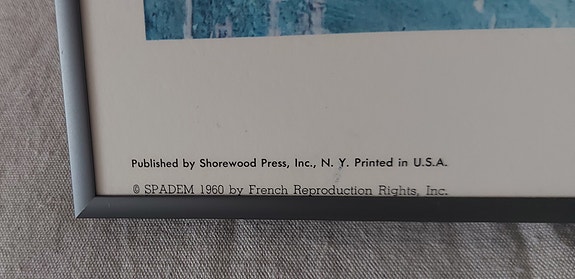 Published by Shorewood Press, Inc., N. Y. Printed in U.S.A.
© SPADEM 1960 by French Reproduction Rights, Inc.